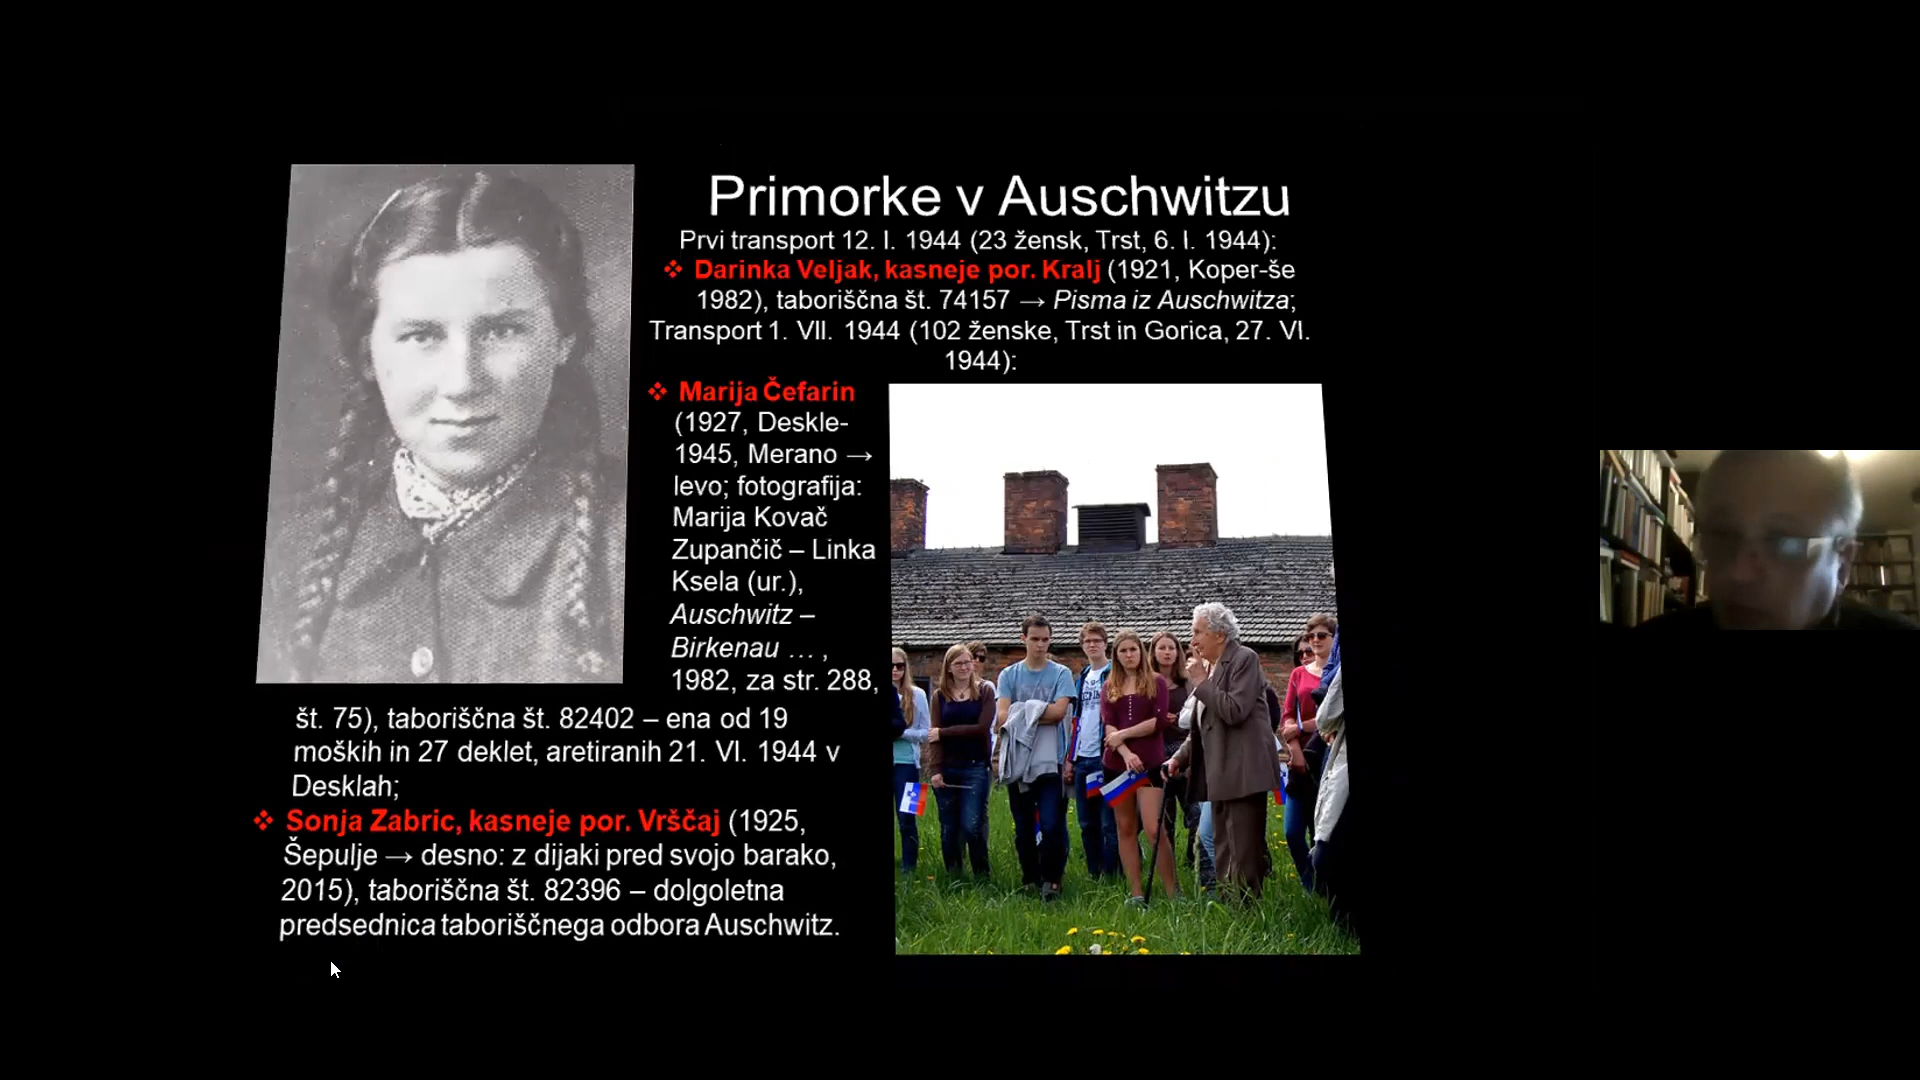 Primorke v Auschwitzu
Prvi transport 12. I. 1944 (23 žensk, Trst, 6. I. 1944):
❖ Darinka Veljak, kasneje por. Kralj (1921, Koper-še
1982), taboriščna št. 74157 → Pisma iz Auschwitza;
Transport 1. VII. 1944 (102 ženske, Trst in Gorica, 27. VI.
1944):
❖ Marija Čefarin
(1927, Deskle-
1945, Merano →
levo; fotografija:
Marija Kovač
Zupančič – Linka
Ksela (ur.),
Auschwitz –
Birkenau … ,
1982, za str. 288,
št. 75), taboriščna št. 82402 – ena od 19
moških in 27 deklet, aretiranih 21. VI. 1944 v
Desklah;
❖ Sonja Zabric, kasneje por. Vrščaj (1925,
Šepulje → desno: z dijaki pred svojo barako,
2015), taboriščna št. 82396 – dolgoletna
predsednica taboriščnega odbora Auschwitz.